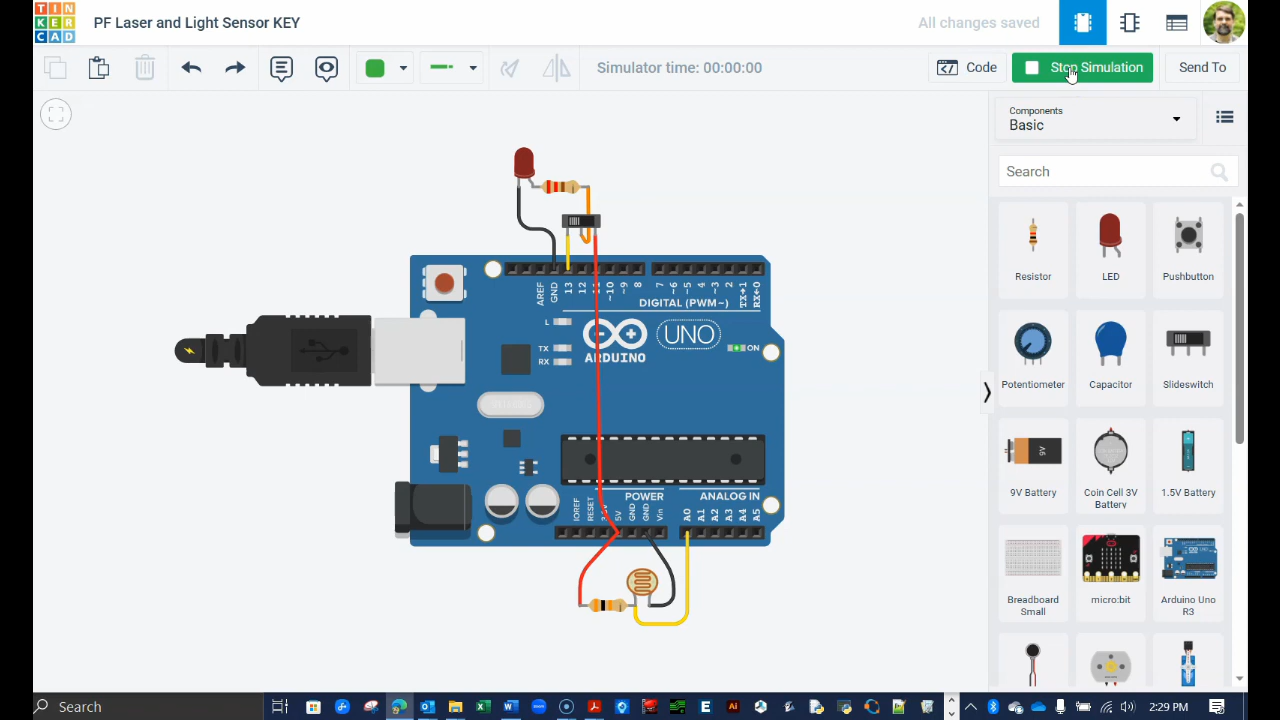 TIN
KER
CAD
PF Laser and Light Sensor KEY
All changes saved
Simulator time: 00:00:00
Code
Stop Simulation
Send To
Components
Basic
Search
Resistor
LED
Pushbutton
Potentiometer
Capacitor
Slideswitch
9V
9V Battery
Coin Cell 3V
Battery
1.5V Battery
Breadboard
Small
micro:bit
Arduino Uno
R3
AREF
GND
13
12
~10
~9
8
7
~6
~5
4
~3
2
TX→1
RX←0
DIGITAL (PWM~)
L
TX
RX
ARDUINO
UNO
ON
POWER
ANALOG IN
IOREF
RESET
5V
GND
GND
Vin
A0
A1
A2
A3
A4
A5
Search
2:29 PM